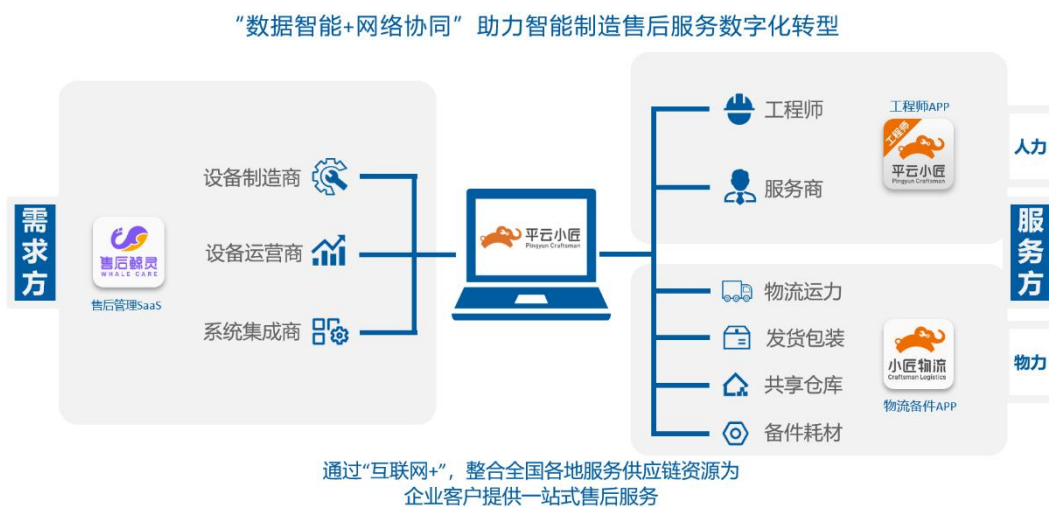 “数据智能+网络协同”助力智能制造售后服务数字化转型
需求方
售后鲸灵
WHALE CARE
售后管理SaaS
设备制造商
设备运营商
系统集成商
平云小匠
Pingyun Craftsman
工程师
服务商
工程师APP
工程师
平云小匠
Pingyun Craftsman
物流运力
发货包装
共享仓库
备件耗材
小匠物流
Craftsman Logistics
物流备件APP
人力
服务方
物力
通过“互联网+”，整合全国各地服务供应链资源为
企业客户提供一站式售后服务